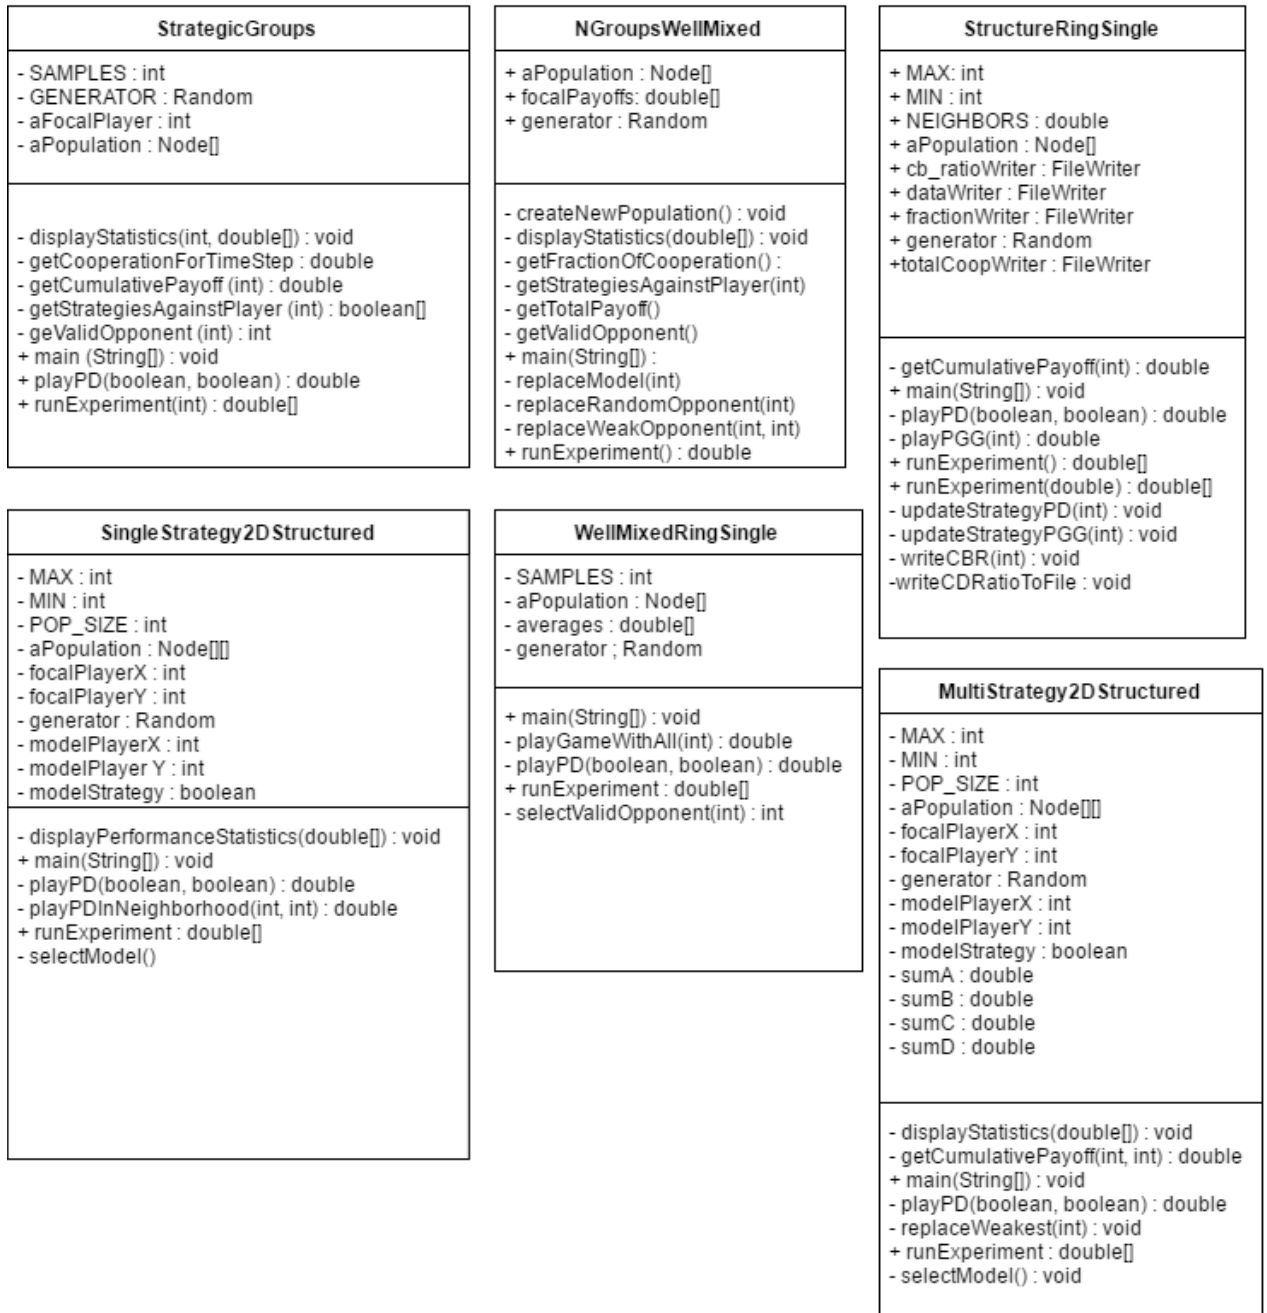 StrategicGroups
- SAMPLES : int
- GENERATOR : Random
- aFocalPlayer : int
- aPopulation : Node[]
- displayStatistics(int, double[]) : void
- getCooperationForTimeStep : double
- getCumulativePayoff (int) : double
- getStrategiesAgainstPlayer (int) : boolean[]
- geValidOpponent (int) : int
+ main (String[]) : void
+ playPD(boolean, boolean) : double
+ runExperiment(int) : double[]
NGroupsWellMixed
+ aPopulation : Node[]
+ focalPayoffs: double[]
+ generator : Random
- createNewPopulation() : void
- displayStatistics(double[]) : void
- getFractionOfCooperation() :
- getStrategiesAgainstPlayer(int)
- getTotalPayoff()
- getValidOpponent()
+ main(String[]) :
- replaceModel(int)
- replaceRandomOpponent(int)
- replaceWeakOpponent(int, int)
+ runExperiment() : double
StructureRingSingle
+ MAX: int
+ MIN : int
+ NEIGHBORS : double
+ aPopulation : Node[]
+ cb_ratioWriter : FileWriter
+ dataWriter : FileWriter
+ fractionWriter : FileWriter
+ generator : Random
+totalCoopWriter : FileWriter
- getCumulativePayoff(int) : double
+ main(String[]) : void
- playPD(boolean, boolean) : double
- playPGG(int) : double
+ runExperiment() : double[]
+ runExperiment(double) : double[]
- updateStrategyPD(int) : void
- updateStrategyPGG(int) : void
- writeCBR(int) : void
-writeCDRatioToFile : void
SingleStrategy2DStructured
- MAX : int
- MIN : int
- POP_SIZE : int
- aPopulation : Node[][]
- focalPlayerX : int
- focalPlayerY : int
- generator : Random
- modelPlayerX : int
- modelPlayer Y : int
- modelStrategy : boolean
- displayPerformanceStatistics(double[]) : void
+ main(String[]) : void
- playPD(boolean, boolean) : double
- playPDInNeighborhood(int, int) : double
+ runExperiment : double[]
- selectModel()
WellMixedRingSingle
- SAMPLES : int
- aPopulation : Node[]
- averages : double[]
- generator ; Random
+ main(String[]) : void
- playGameWithAll(int) : double
- playPD(boolean, boolean) : double
+ runExperiment : double[]
- selectValidOpponent(int) : int
MultiStrategy2DStructured
- MAX : int
- MIN : int
- POP_SIZE : int
- aPopulation : Node[][]
- focalPlayerX : int
- focalPlayerY : int
- generator : Random
- modelPlayerX : int
- modelPlayerY : int
- modelStrategy : boolean
- sumA : double
- sumB : double
- sumC : double
- sumD : double
- displayStatistics(double[]) : void
- getCumulativePayoff(int, int) : double
+ main(String[]) : void
- playPD(boolean, boolean) : double
- replaceWeakest(int) : void
+ runExperiment : double[]
- selectModel() : void